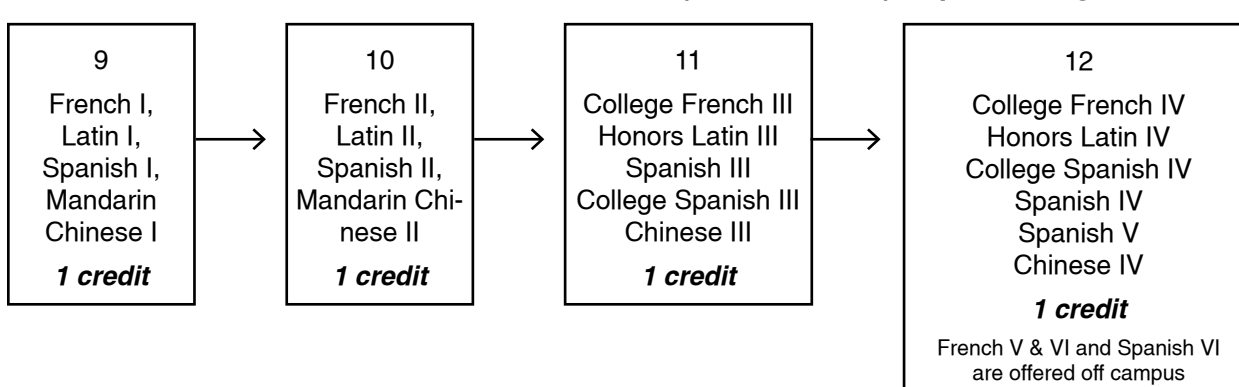 9
French I,
Latin I,
Spanish I,
Mandarin
Chinese I
1 credit
10
French II,
Latin II,
Spanish II,
Mandarin Chi-
nese II
1 credit
11
College French III
Honors Latin III
Spanish III
College Spanish III
Chinese III
1 credit
12
College French IV
Honors Latin IV
College Spanish IV
Spanish IV
Spanish V
Chinese IV
1 credit
French V & VI and Spanish VI
are offered off campus